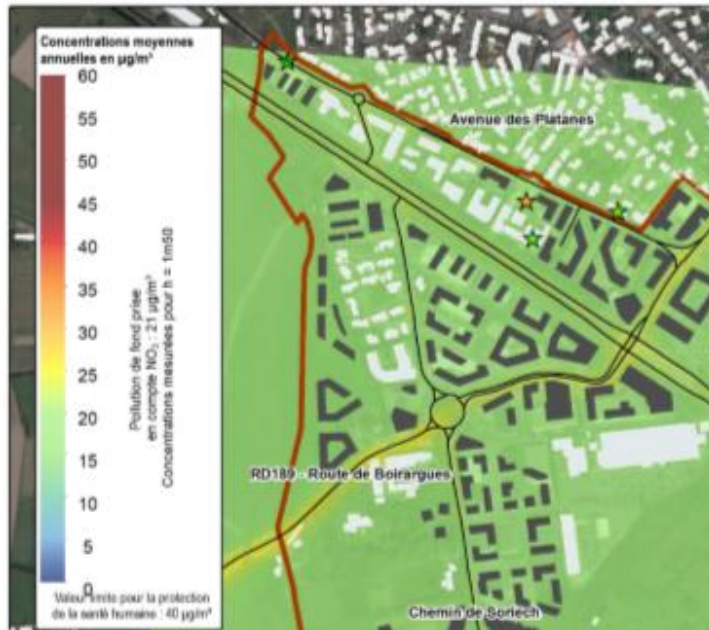 Concentrations moyennes
annuelles en µg/m³
60
55
50
45
40
35
30
25
20
15
10
5
0
Pollution de fond prise
en compte NO₂ : 21 µg/m³
Concentrations mesurées pour h = 1m50
Valeur limite pour la protection
de la santé humaine : 40 µg/m³
Avenue des Platanes
RD189 - Route de Boirargues
Chemin de Soriech